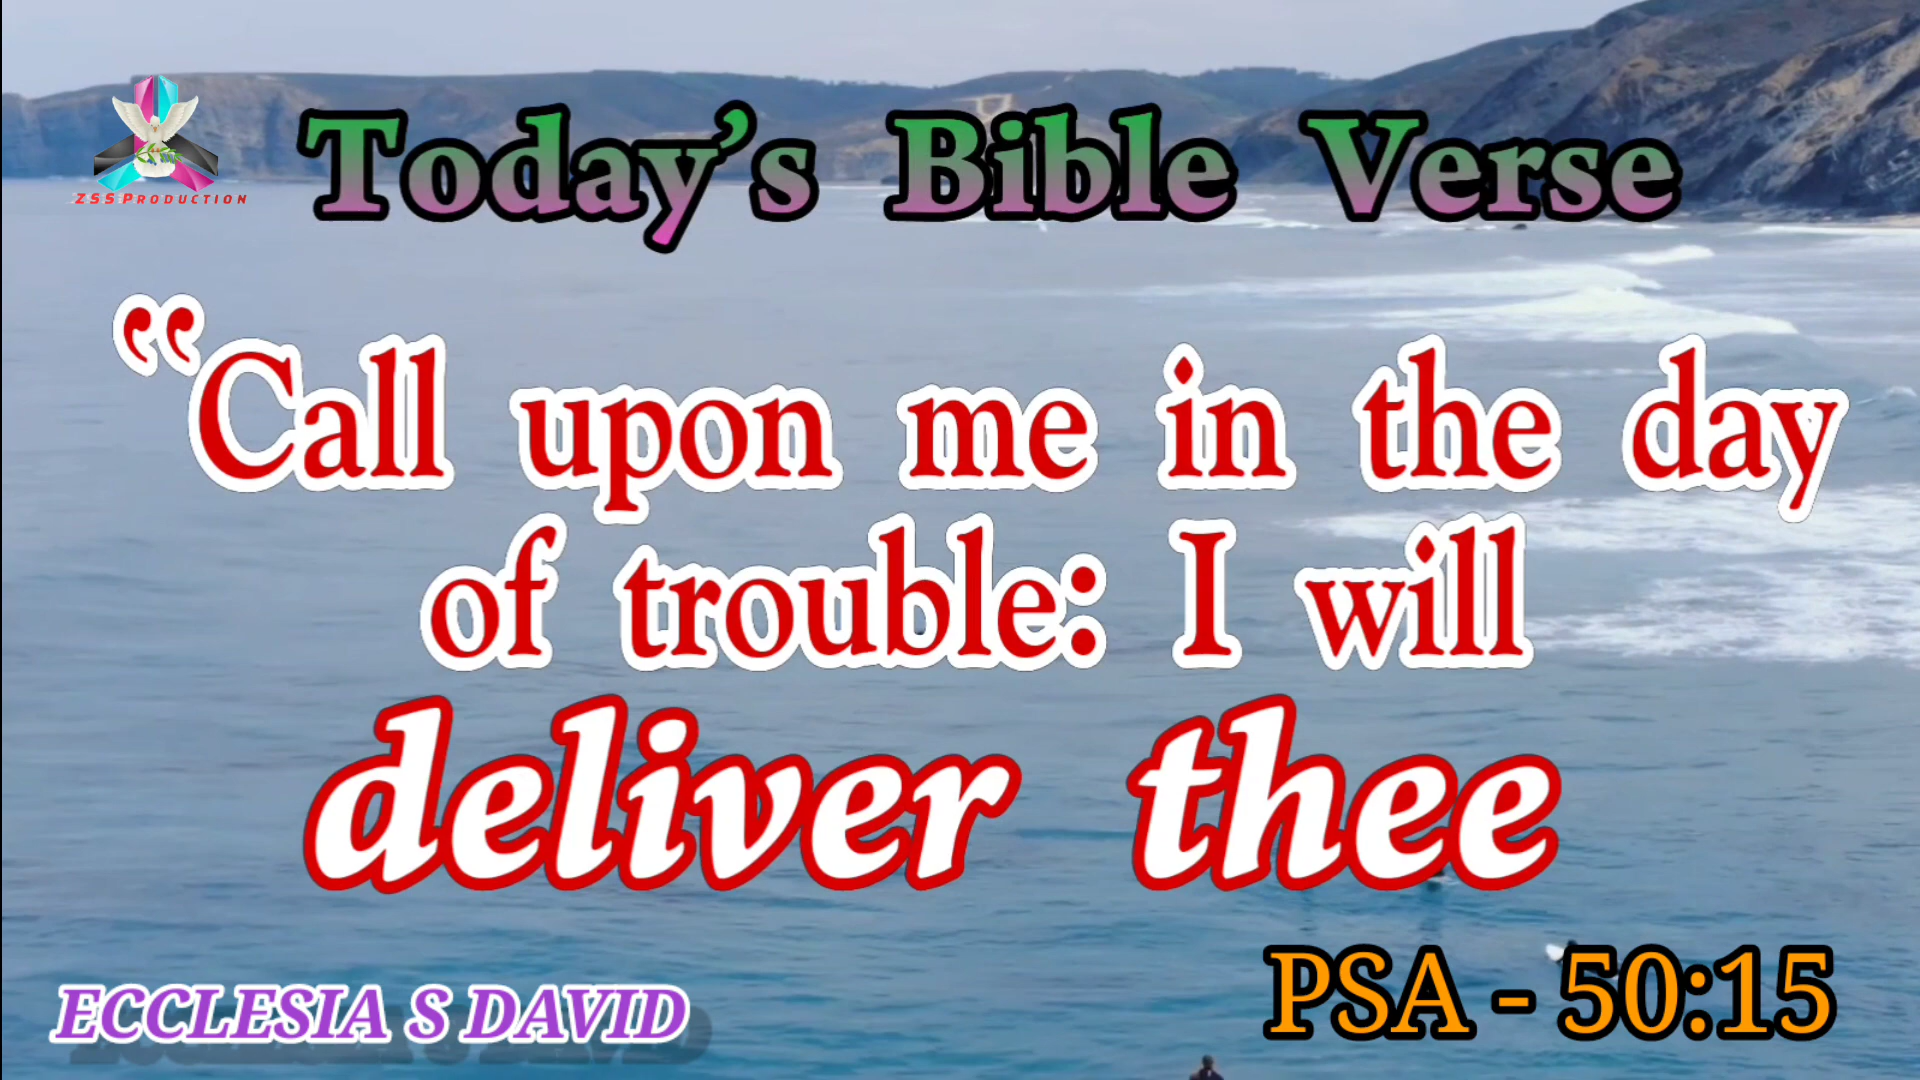 Today's Bible Verse
ZSS PRODUCTION
“Call upon me in the day
of trouble: I will
deliver thee
PSA - 50:15
ECCLESIA S DAVID